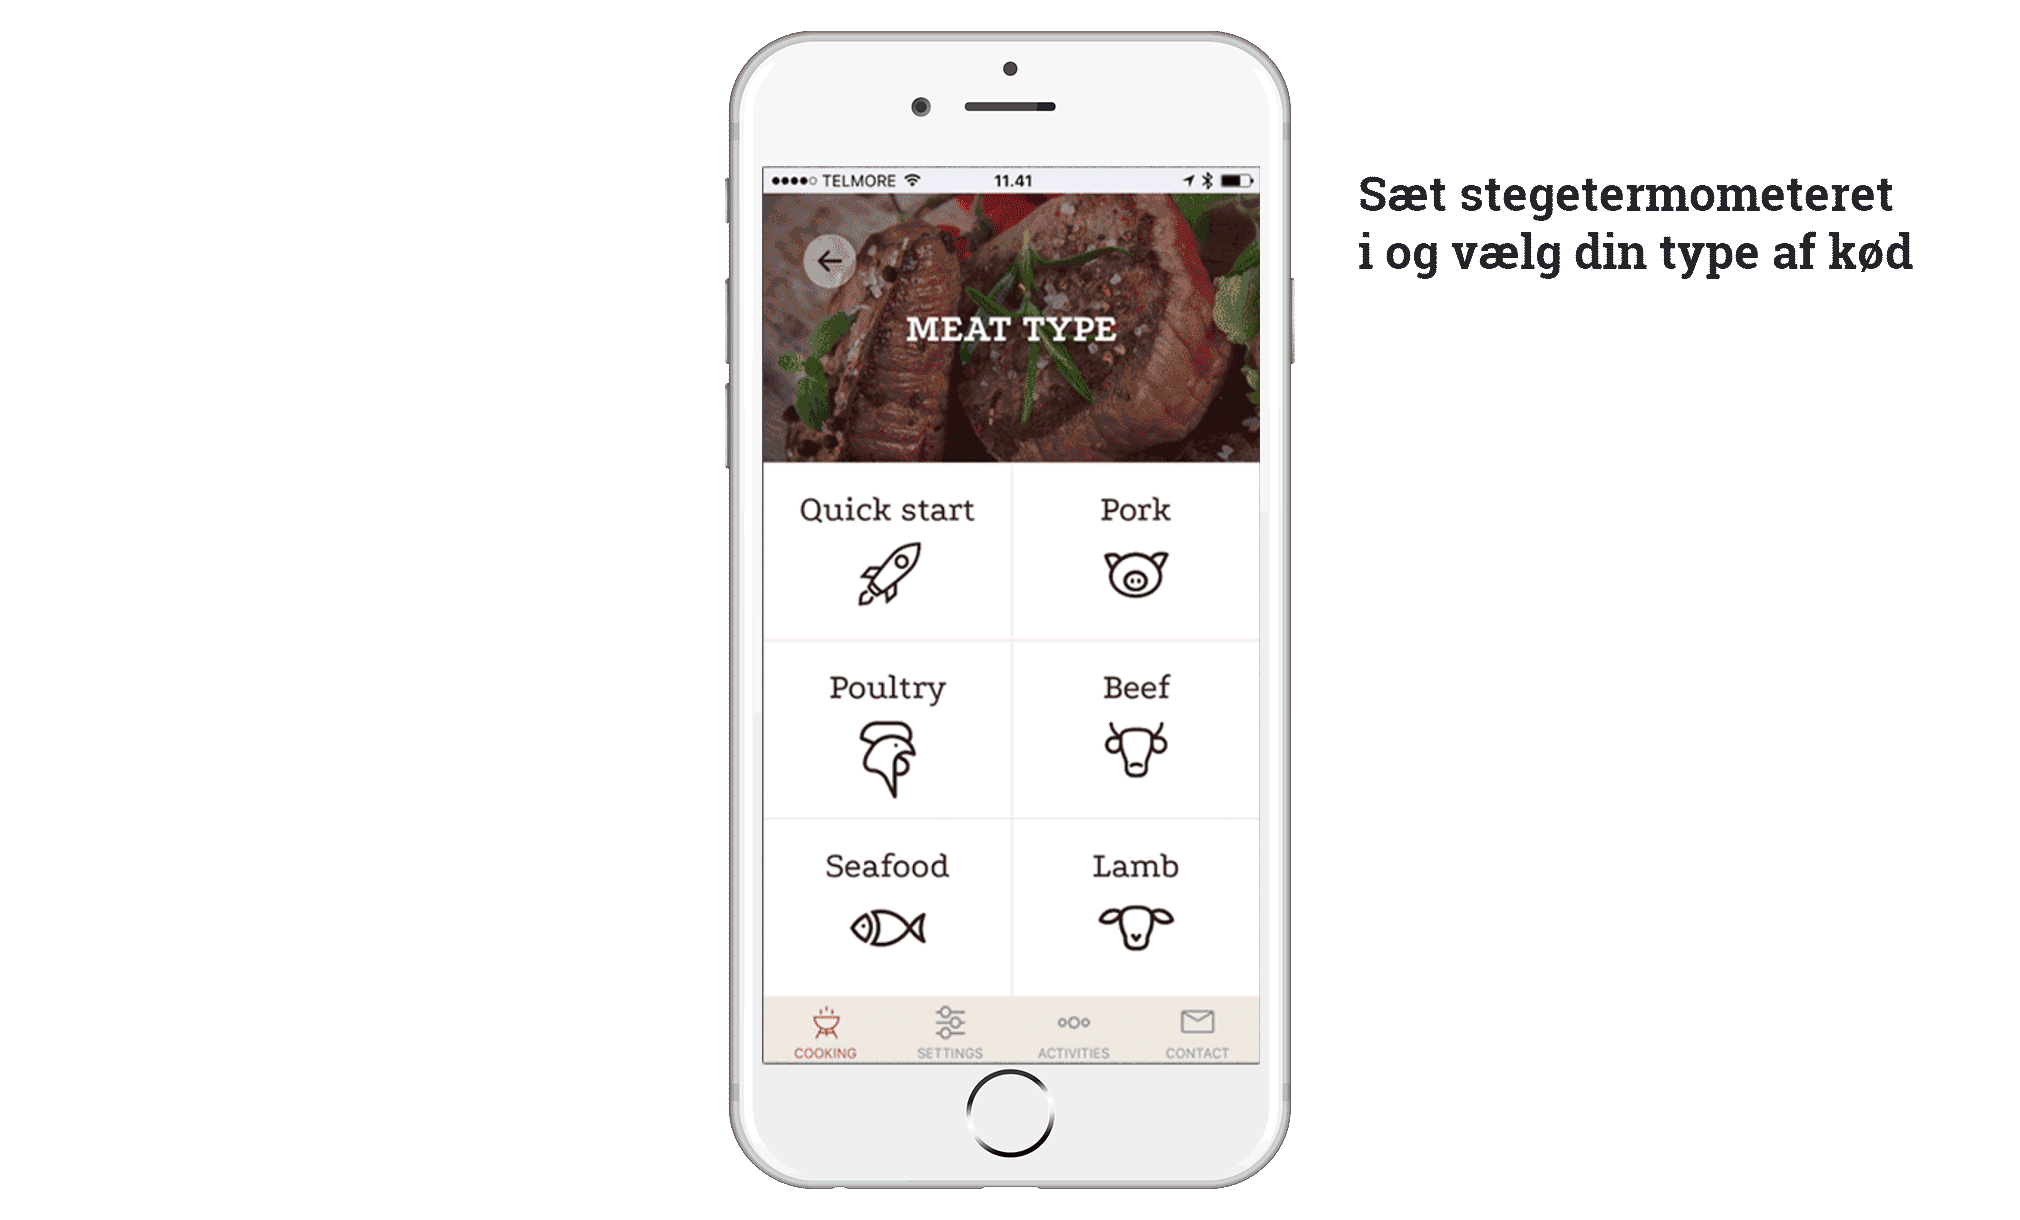 TELMORE 11.41
Sæt stegetermometeret
i og vælg din type af kød
MEAT TYPE
Quick start
Pork
Poultry
Beef
Seafood
Lamb
COOKING
SETTINGS
ACTIVITIES
CONTACT